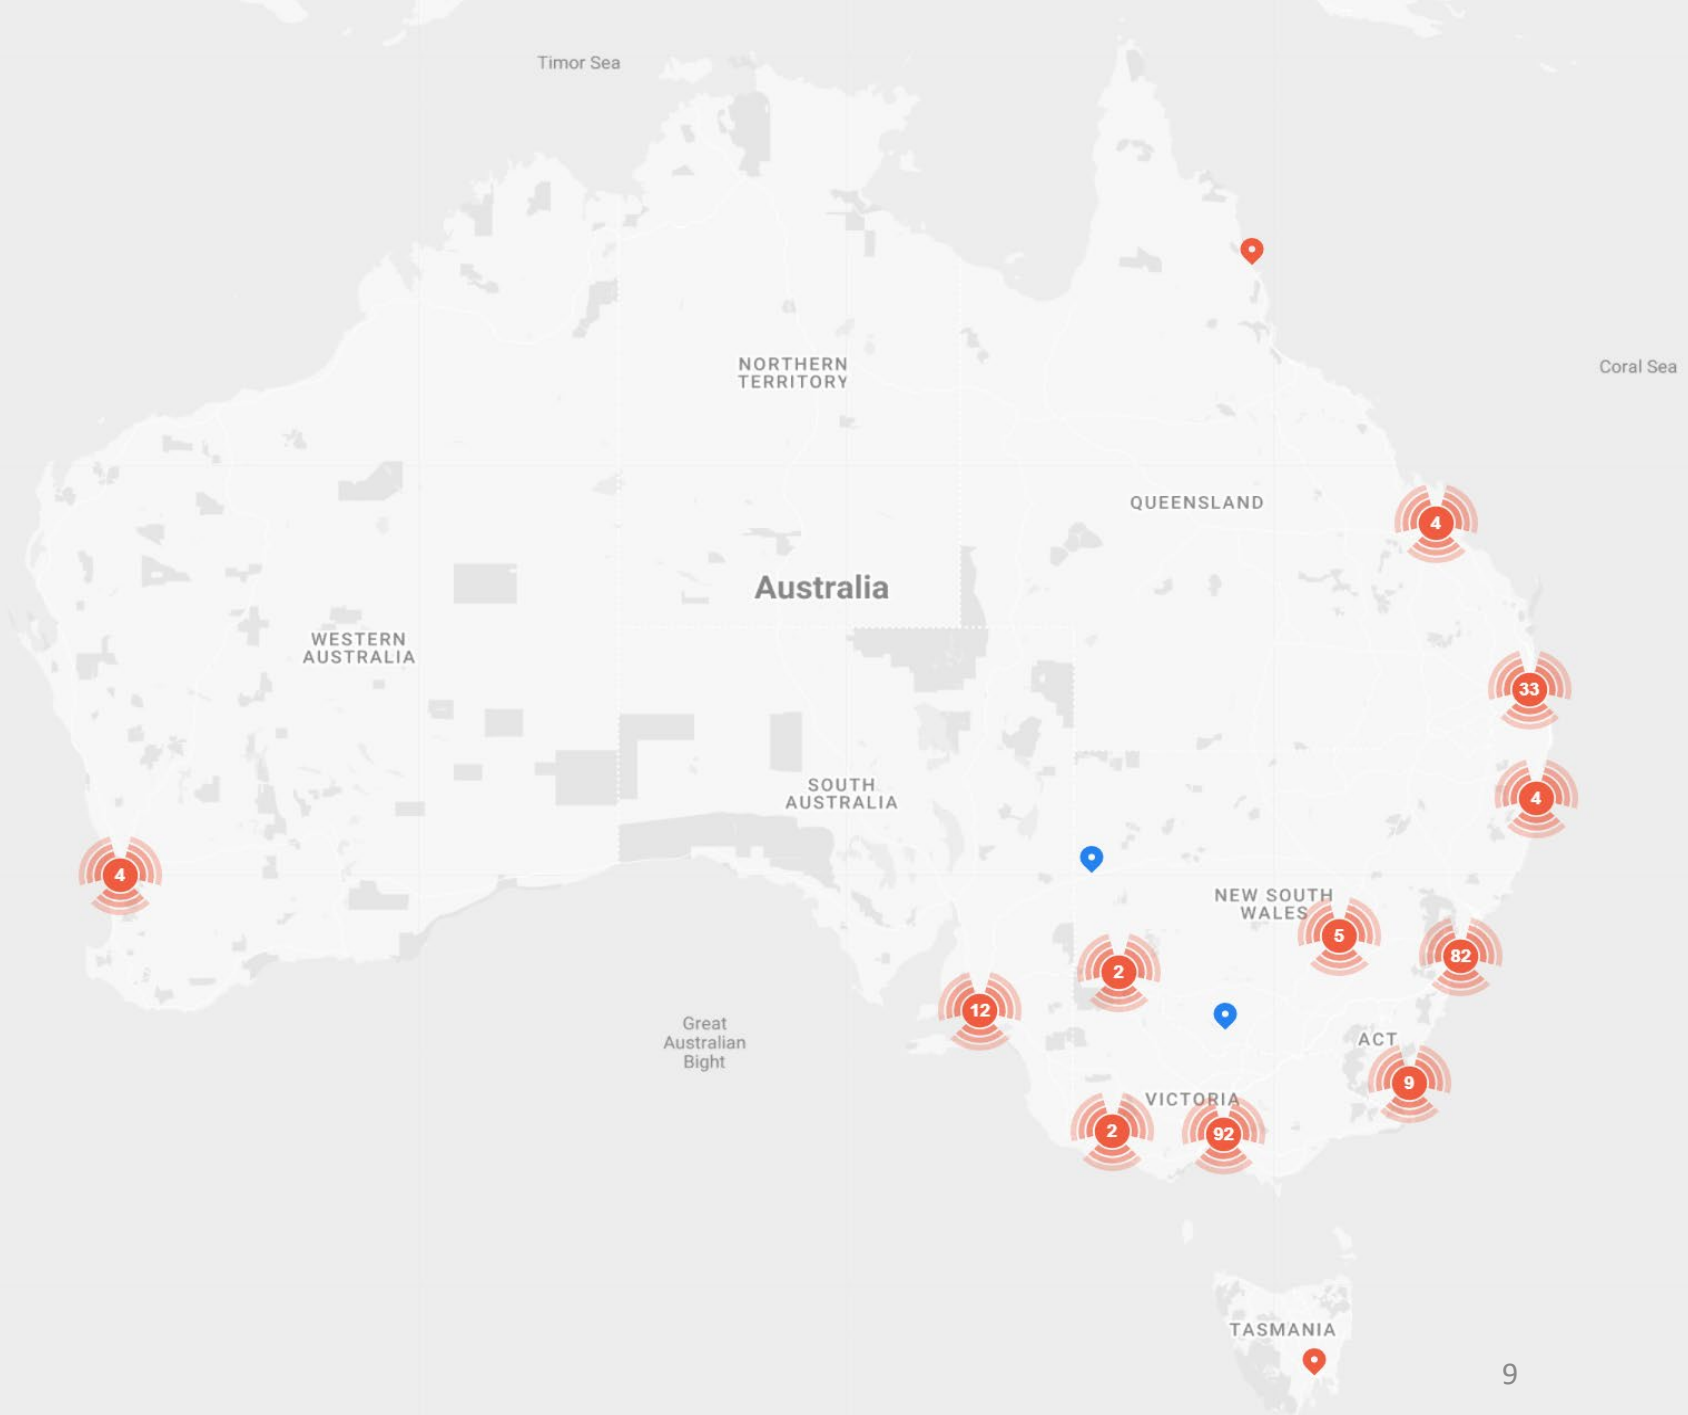 Timor Sea
NORTHERN
TERRITORY
Coral Sea
QUEENSLAND
4
Australia
WESTERN
AUSTRALIA
33
SOUTH
AUSTRALIA
4
4
NEW SOUTH
WALES
5
82
2
12
Great
Australian
Bight
ACT
9
VICTORIA
2
92
TASMANIA
9